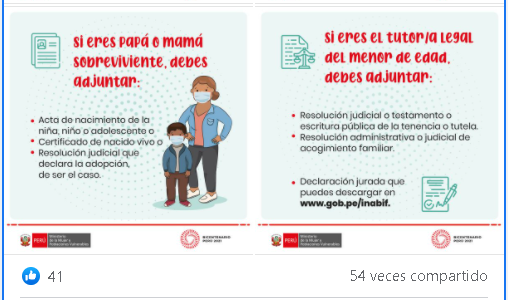 si eres papá o mamá
sobreviviente, debes
adjuntar:
Acta de nacimiento de la
niña, niño o adolescente o
Certificado de nacido vivo o
Resolución judicial que
declara la adopción,
de ser el caso.
PERÚ
Ministerio
de la Mujer y
Poblaciones Vulnerables
BICENTENARIO
PERÚ 2021
si eres el tutor/a legal
del menor de edad,
debes adjuntar:
Resolución judicial o testamento o
escritura pública de la tenencia o tutela.
Resolución administrativa o judicial de
acogimiento familiar.
Declaración jurada que
puedes descargar en
www.gob.pe/inabif.
PERÚ
Ministerio
de la Mujer y
Poblaciones Vulnerables
BICENTENARIO
PERÚ 2021
41
54 veces compartido